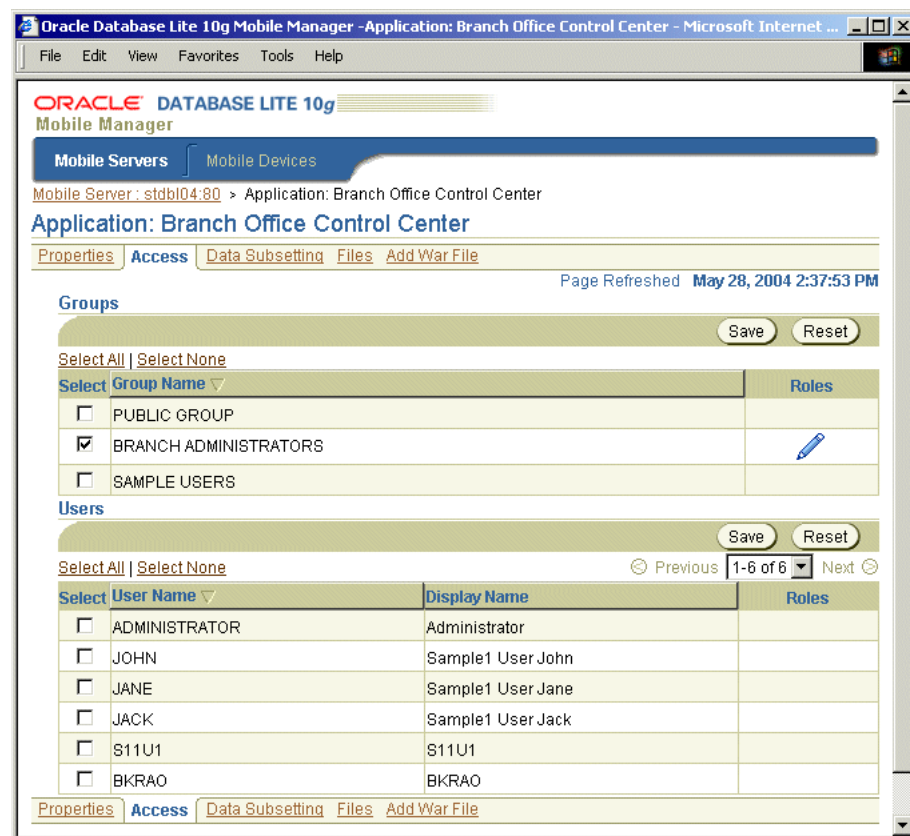 Oracle Database Lite 10g Mobile Manager -Application: Branch Office Control Center - Microsoft Internet ...
File Edit View Favorites Tools Help
ORACLE DATABASE LITE 10g
Mobile Manager
Mobile Servers Mobile Devices
Mobile Server : stdbl04:80 > Application: Branch Office Control Center
Application: Branch Office Control Center
Properties Access Data Subsetting Files Add War File
Page Refreshed May 28, 2004 2:37:53 PM
Groups
Save Reset
Select All | Select None
Select Group Name Roles
PUBLIC GROUP
BRANCH ADMINISTRATORS
SAMPLE USERS
Users
Save Reset
Select All | Select None Previous 1-6 of 6 Next
Select User Name Display Name Roles
ADMINISTRATOR Administrator
JOHN Sample1 User John
JANE Sample1 User Jane
JACK Sample1 User Jack
S11U1 S11U1
BKRAO BKRAO
Properties Access Data Subsetting Files Add War File